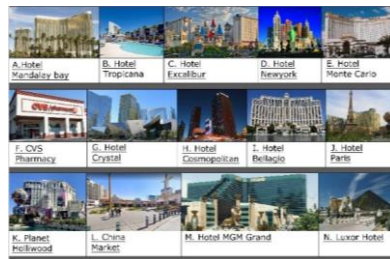 A.Hotel
Mandalay bay
B. Hotel
Tropicana
C. Hotel
Excalibur
D. Hotel
Newyork
E. Hotel
Monte Carlo
CVS
F. CVS
Pharmacy
G. Hotel
Crystal
H. Hotel
Cosmopolitan
I. Hotel
Bellagio
J. Hotel
Paris
K. Planet
Holliwood
L. China
Market
M. Hotel MGM Grand
N. Luxor Hotel